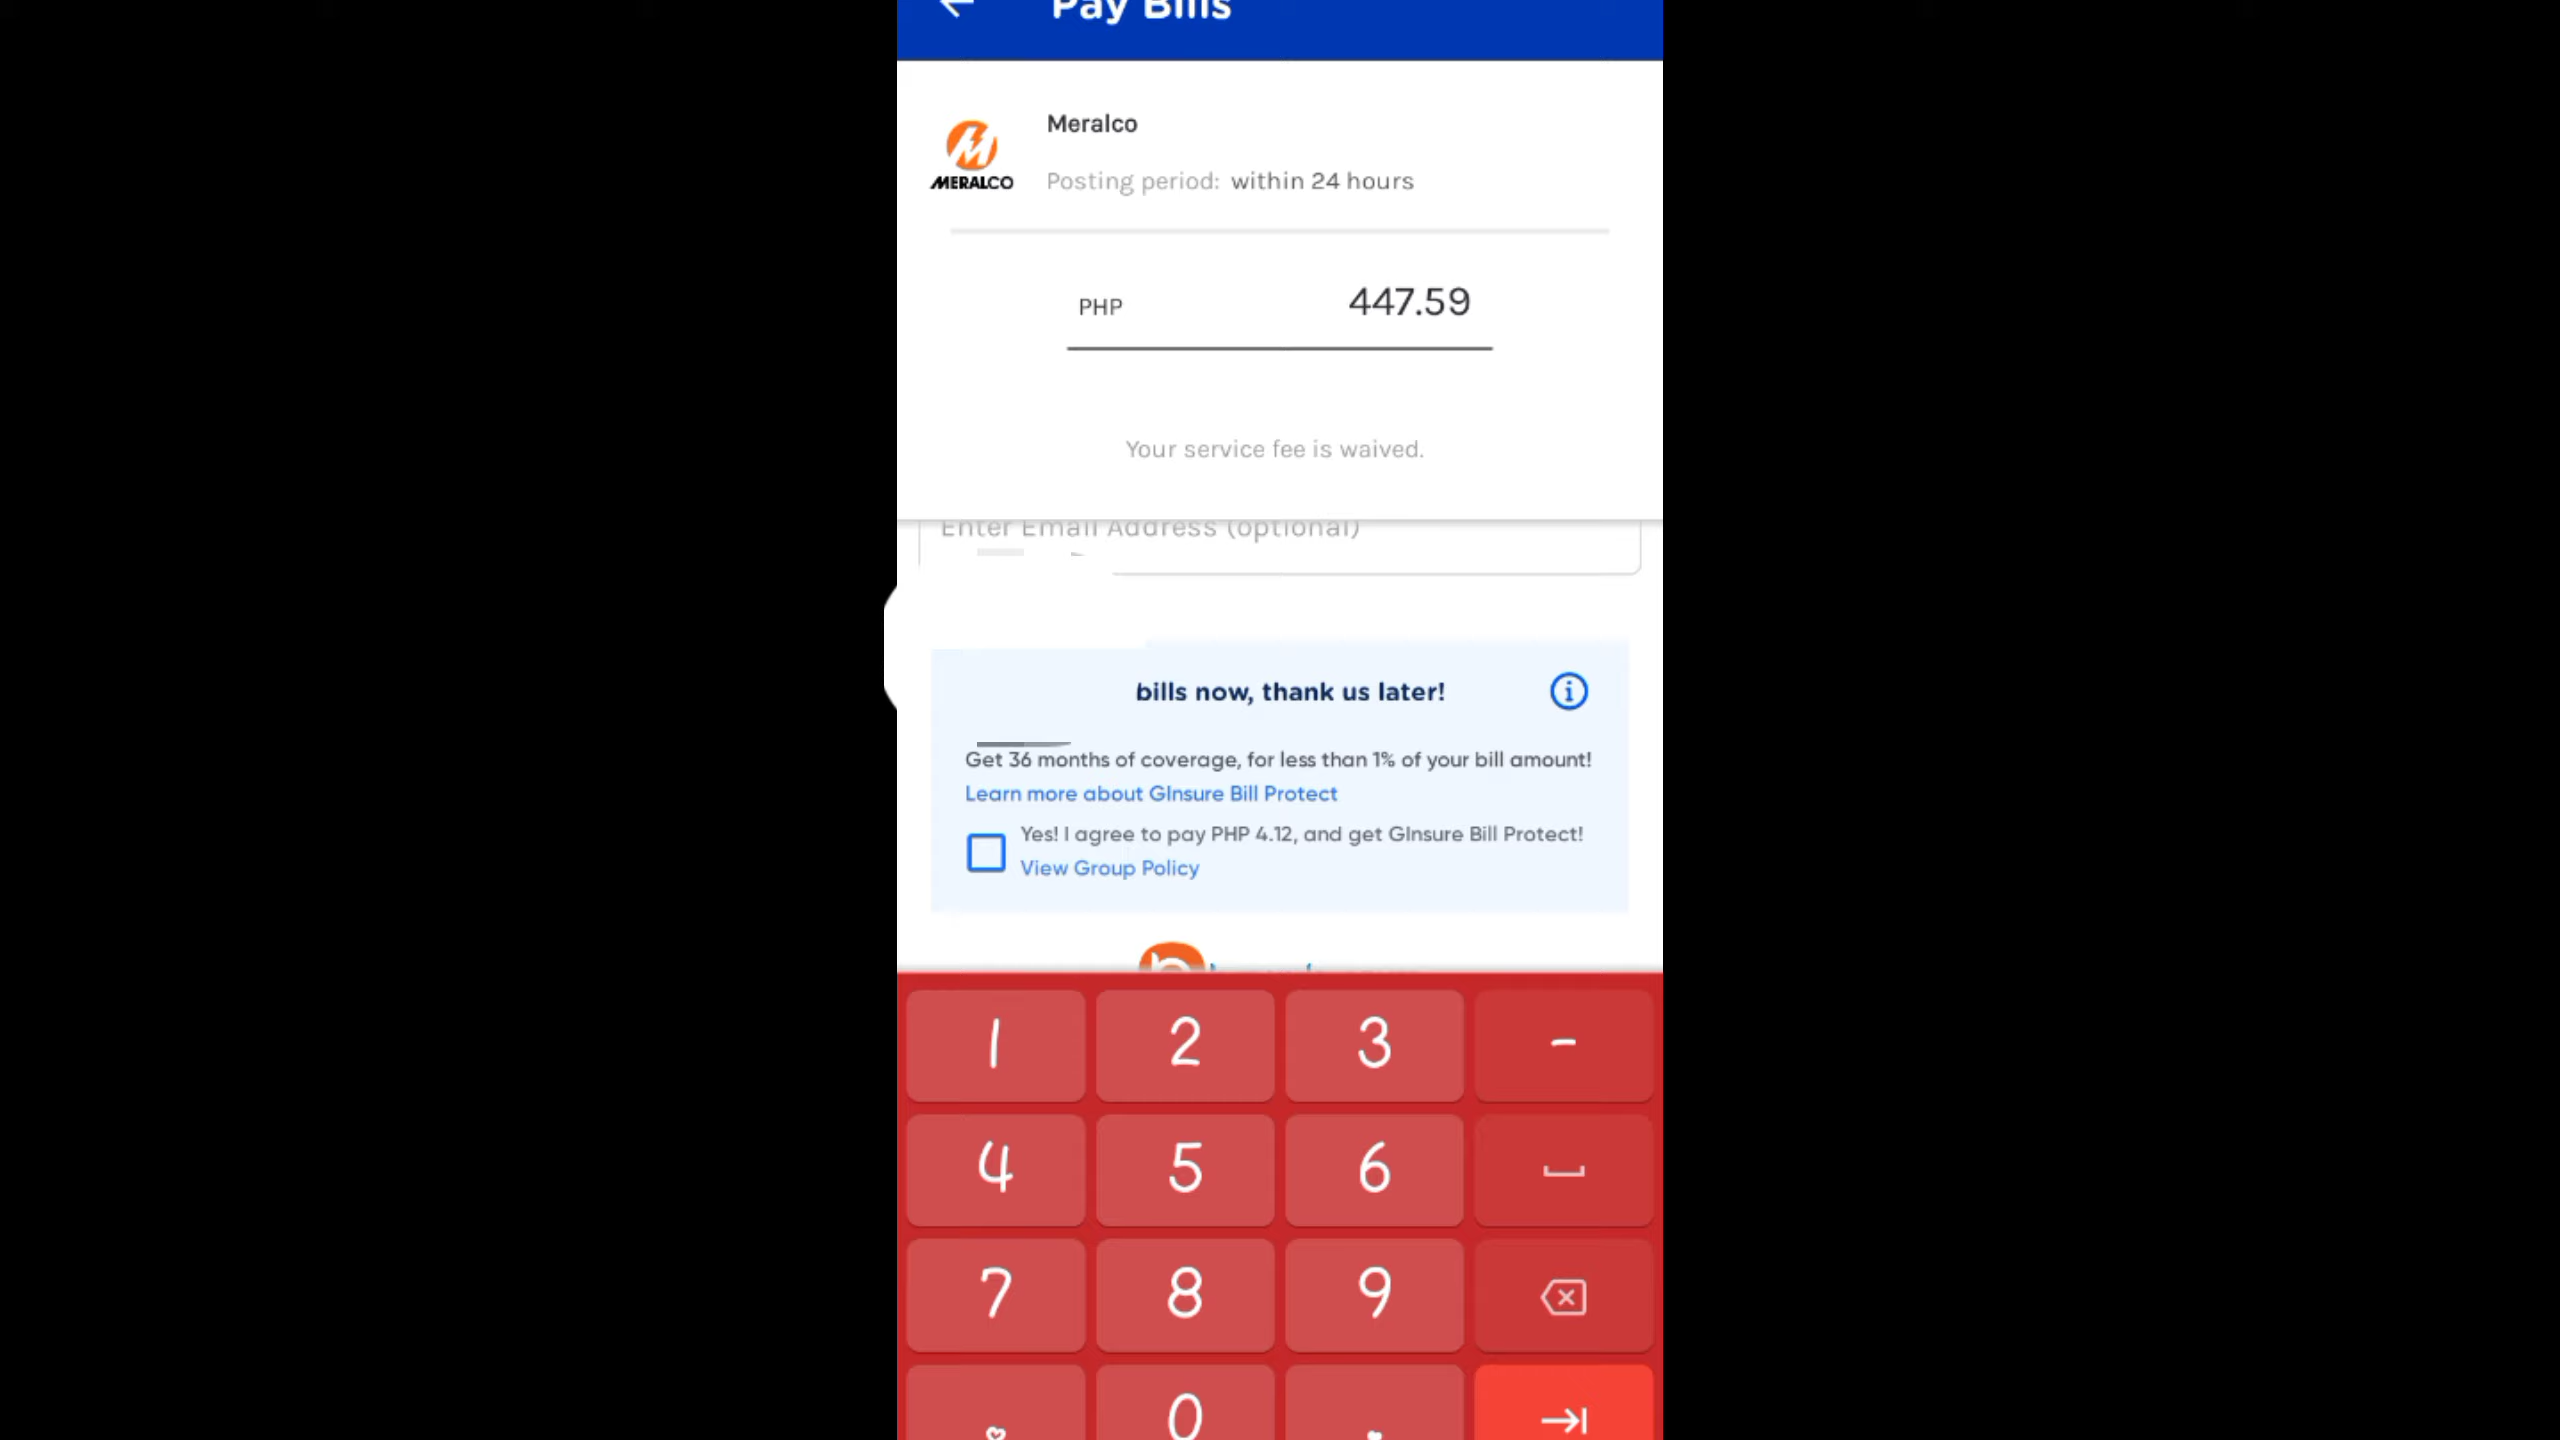 Pay Bills
Meralco
MERALCO
Posting period: within 24 hours
PHP 447.59
Your service fee is waived.
Enter Email Address (optional)
bills now, thank us later!
Get 36 months of coverage, for less than 1% of your bill amount!
Learn more about GInsure Bill Protect
Yes! I agree to pay PHP 4.12, and get GInsure Bill Protect!
View Group Policy
1 2 3 -
4 5 6
7 8 9
, 0 .